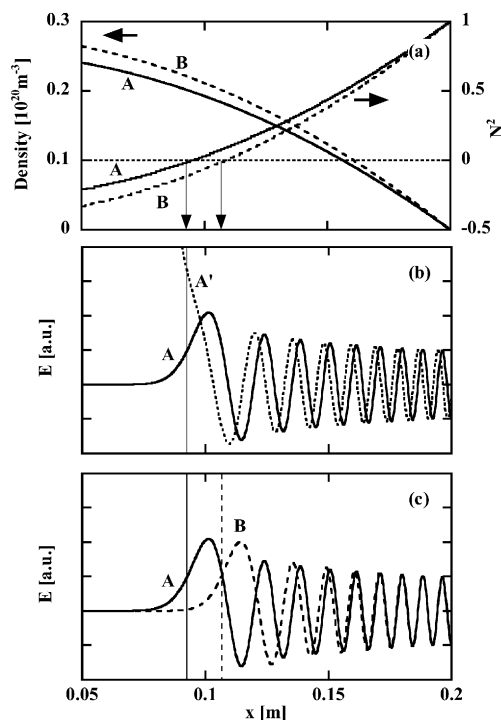 0.3
0.2
0.1
0
Density [10²⁰m⁻³]
A
B
A
B
(a)
1
0.5
0
-0.5
N²
E [a.u.]
A'
A
(b)
E [a.u.]
A
B
(c)
0.05
0.1
0.15
0.2
x [m]